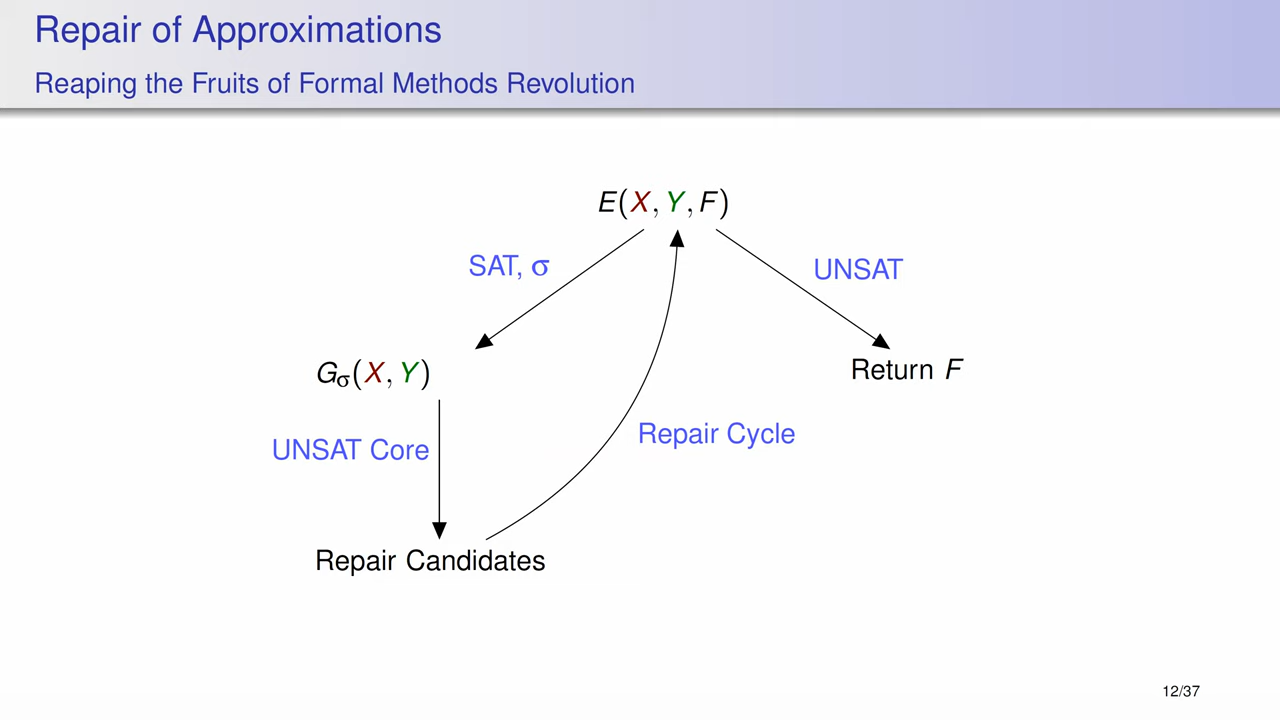 Repair of Approximations
Reaping the Fruits of Formal Methods Revolution
E(X, Y, F)
SAT, σ
UNSAT
Gσ(X, Y)
Return F
UNSAT Core
Repair Cycle
Repair Candidates
12/37